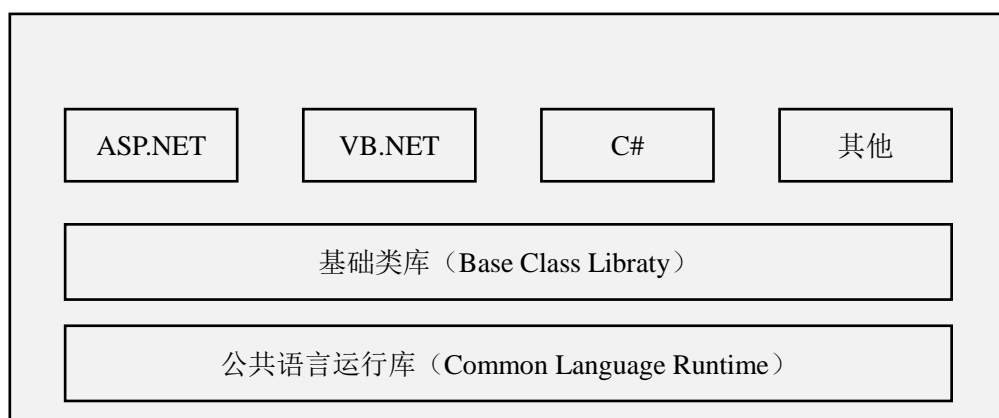 ASP.NET VB.NET C# 其他
基础类库（Base Class Libraty）
公共语言运行库（Common Language Runtime）